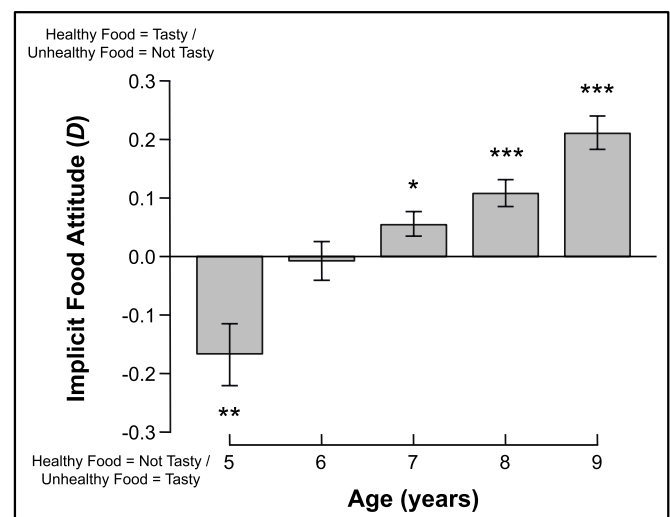 Healthy Food = Tasty /
Unhealthy Food = Not Tasty
Implicit Food Attitude (D)
0.3
0.2
0.1
0.0
-0.1
-0.2
-0.3
**
*
***
***
Healthy Food = Not Tasty /
Unhealthy Food = Tasty
5 6 7 8 9
Age (years)